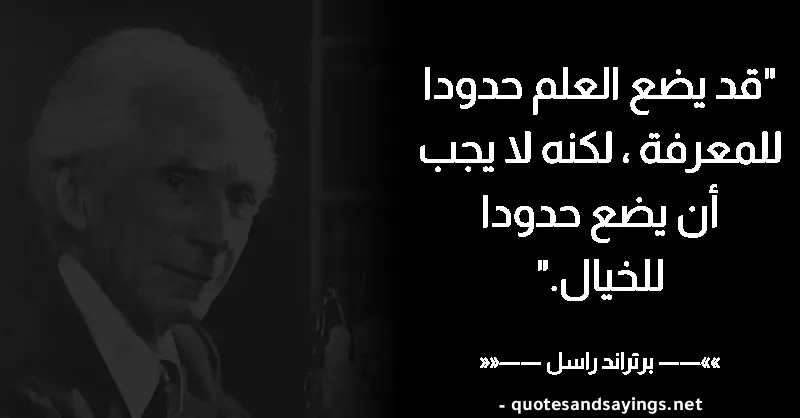 "قد يضع العلم حدودا
للمعرفة ، لكنه لا يجب
أن يضع حدودا
للخيال."
»»—— برتراند راسل ——««
- quotesandsayings.net